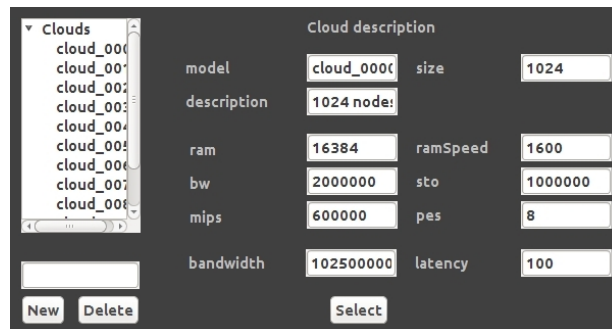 Clouds
cloud_000
cloud_001
cloud_002
cloud_003
cloud_004
cloud_005
cloud_006
cloud_007
cloud_008
New Delete
Cloud description
model cloud_0000 size 1024
description 1024 nodes
ram 16384 ramSpeed 1600
bw 2000000 sto 1000000
mips 600000 pes 8
bandwidth 102500000 latency 100
Select